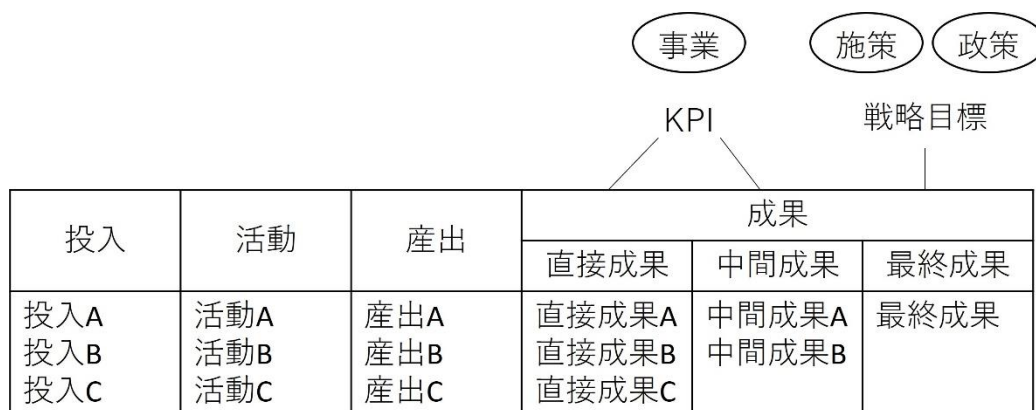 事業 施策 政策
KPI 戦略目標
投入 活動 産出 成果
直接成果 中間成果 最終成果
投入A 活動A 産出A 直接成果A 中間成果A 最終成果
投入B 活動B 産出B 直接成果B 中間成果B
投入C 活動C 産出C 直接成果C